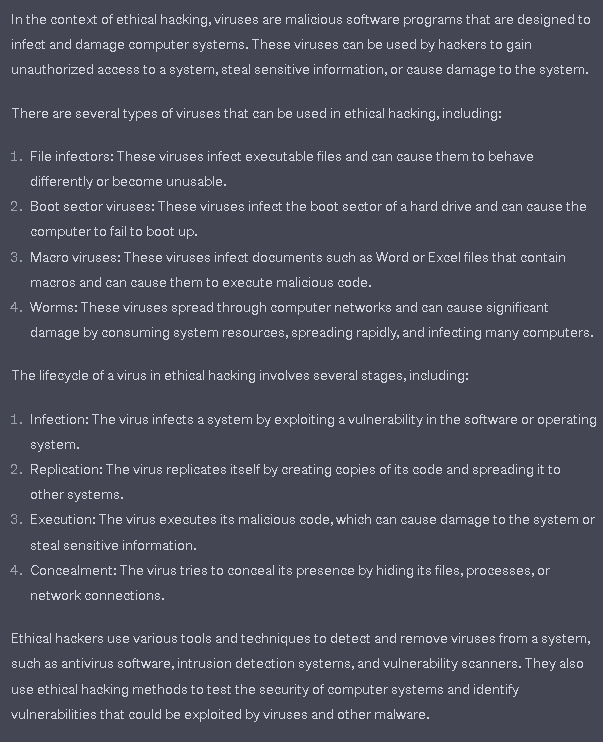 In the context of ethical hacking, viruses are malicious software programs that are designed to
infect and damage computer systems. These viruses can be used by hackers to gain
unauthorized access to a system, steal sensitive information, or cause damage to the system.
There are several types of viruses that can be used in ethical hacking, including:
1. File infectors: These viruses infect executable files and can cause them to behave
differently or become unusable.
2. Boot sector viruses: These viruses infect the boot sector of a hard drive and can cause the
computer to fail to boot up.
3. Macro viruses: These viruses infect documents such as Word or Excel files that contain
macros and can cause them to execute malicious code.
4. Worms: These viruses spread through computer networks and can cause significant
damage by consuming system resources, spreading rapidly, and infecting many computers.
The lifecycle of a virus in ethical hacking involves several stages, including:
1. Infection: The virus infects a system by exploiting a vulnerability in the software or operating
system.
2. Replication: The virus replicates itself by creating copies of its code and spreading it to
other systems.
3. Execution: The virus executes its malicious code, which can cause damage to the system or
steal sensitive information.
4. Concealment: The virus tries to conceal its presence by hiding its files, processes, or
network connections.
Ethical hackers use various tools and techniques to detect and remove viruses from a system,
such as antivirus software, intrusion detection systems, and vulnerability scanners. They also
use ethical hacking methods to test the security of computer systems and identify
vulnerabilities that could be exploited by viruses and other malware.